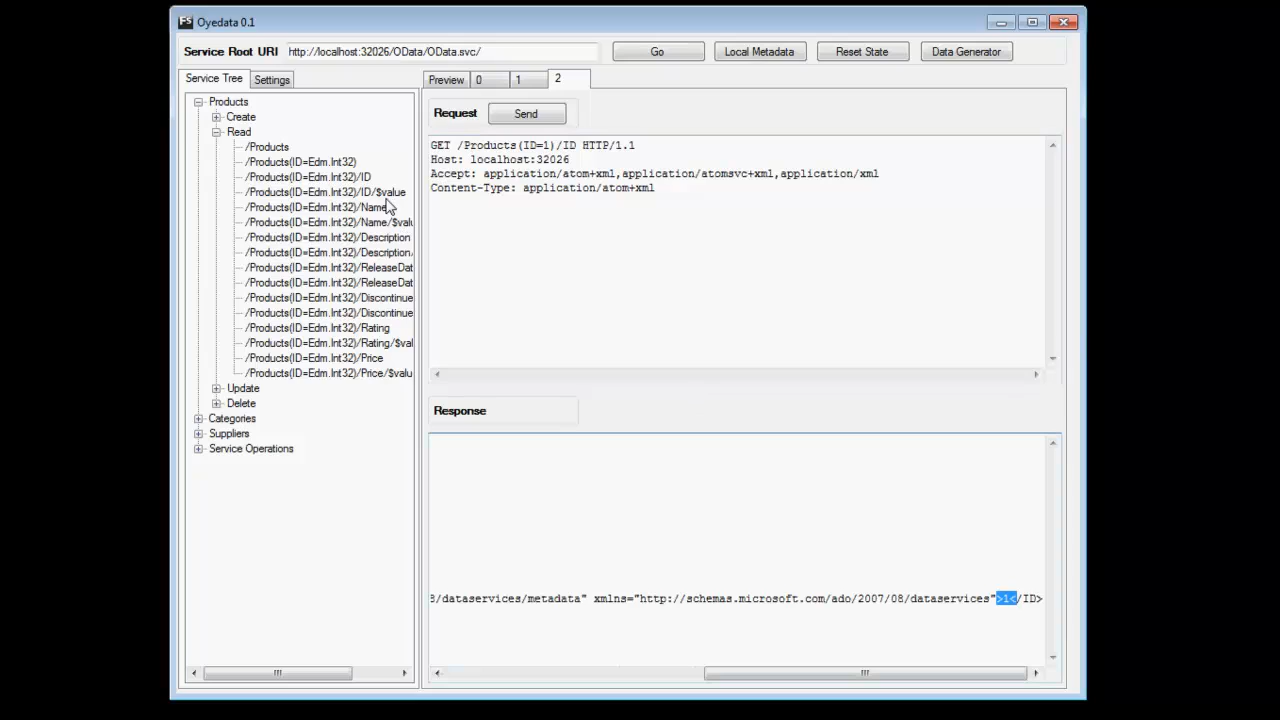 FS Oyedata 0.1
Service Root URI http://localhost:32026/OData/OData.svc/ Go Local Metadata Reset State Data Generator
Service Tree Settings
Preview 0 1 2
Products
Create
Read
/Products
/Products(ID=Edm.Int32)
/Products(ID=Edm.Int32)/ID
/Products(ID=Edm.Int32)/ID/$value
/Products(ID=Edm.Int32)/Name
/Products(ID=Edm.Int32)/Name/$valu
/Products(ID=Edm.Int32)/Description
/Products(ID=Edm.Int32)/Description/
/Products(ID=Edm.Int32)/ReleaseDat
/Products(ID=Edm.Int32)/ReleaseDat
/Products(ID=Edm.Int32)/Discontinue
/Products(ID=Edm.Int32)/Discontinue
/Products(ID=Edm.Int32)/Rating
/Products(ID=Edm.Int32)/Rating/$val
/Products(ID=Edm.Int32)/Price
/Products(ID=Edm.Int32)/Price/$valu
Update
Delete
Categories
Suppliers
Service Operations
Request Send
GET /Products(ID=1)/ID HTTP/1.1
Host: localhost:32026
Accept: application/atom+xml,application/atomsvc+xml,application/xml
Content-Type: application/atom+xml
Response
8/dataservices/metadata" xmlns="http://schemas.microsoft.com/ado/2007/08/dataservices">1</ID>